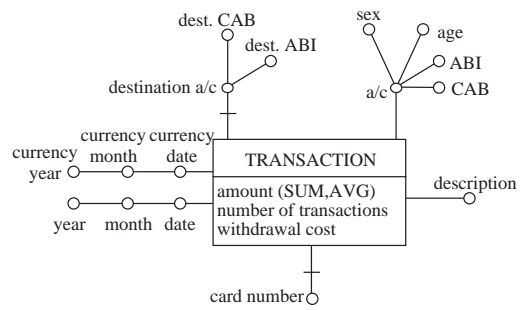 dest. CAB
dest. ABI
destination a/c
sex
age
ABI
a/c
CAB
currency
year
currency
month
currency
date
TRANSACTION
amount (SUM,AVG)
number of transactions
withdrawal cost
description
year
month
date
card number